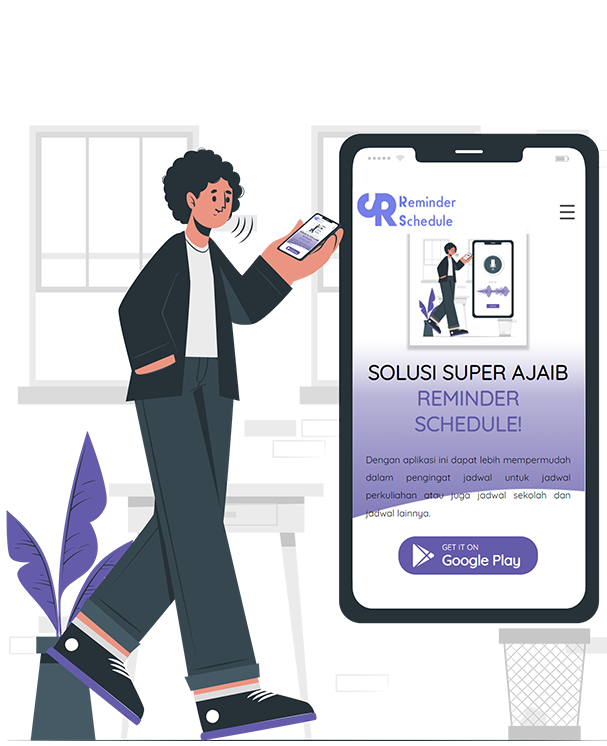 Reminder
Schedule
SOLUSI SUPER AJAIB
REMINDER
SCHEDULE!
Dengan aplikasi ini dapat lebih mempermudah
dalam pengingat jadwal untuk jadwal
perkuliahan atau juga jadwal sekolah dan
jadwal lainnya.
GET IT ON
Google Play